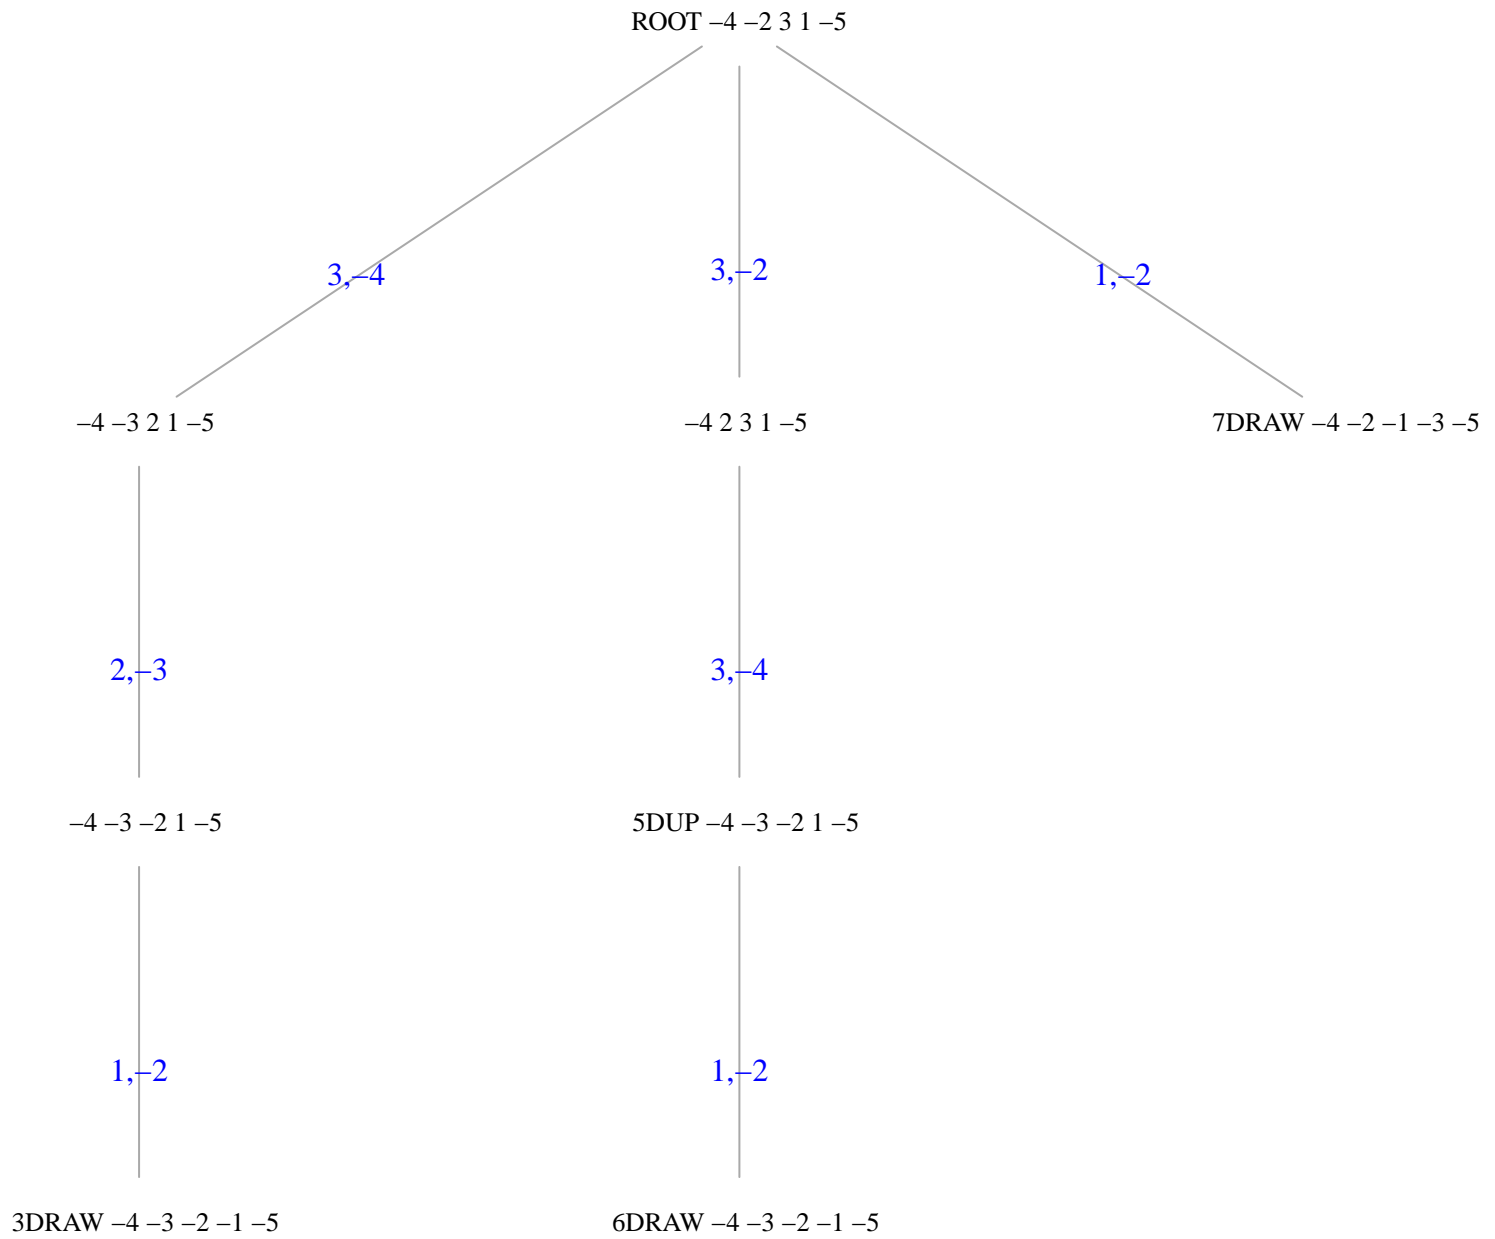 ROOT –4 –2 3 1 –5
3,–4
3,–2
1,–2
–4 –3 2 1 –5
–4 2 3 1 –5
7DRAW –4 –2 –1 –3 –5
2,–3
3,–4
–4 –3 –2 1 –5
5DUP –4 –3 –2 1 –5
1,–2
1,–2
3DRAW –4 –3 –2 –1 –5
6DRAW –4 –3 –2 –1 –5